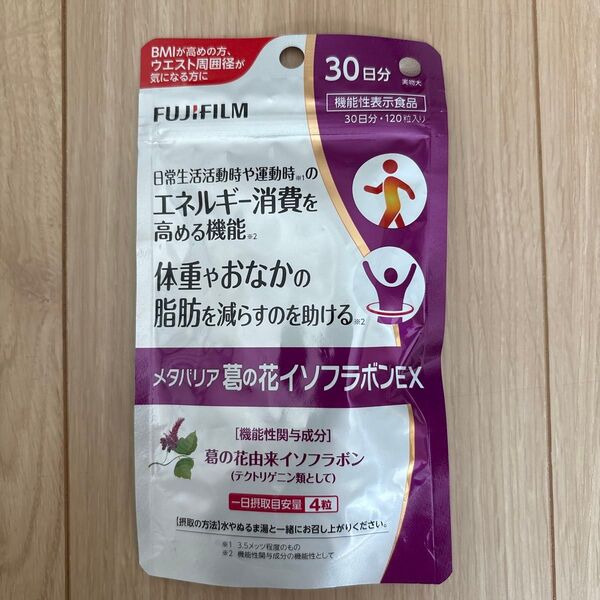 BMIが高めの方、
ウエスト周囲径が
気になる方に
30日分
実物大
FUJIFILM
機能性表示食品
30日分・120粒入り
日常生活活動時や運動時※1の
エネルギー消費を
高める機能※2
体重やおなかの
脂肪を減らすのを助ける※2
メタバリア 葛の花イソフラボンEX
[機能性関与成分]
葛の花由来イソフラボン
(テクトリゲニン類として)
一日摂取目安量 4粒
【摂取の方法】水やぬるま湯と一緒にお召し上がりください。
※1 3.5メッツ程度のもの
※2 機能性関与成分の機能性として